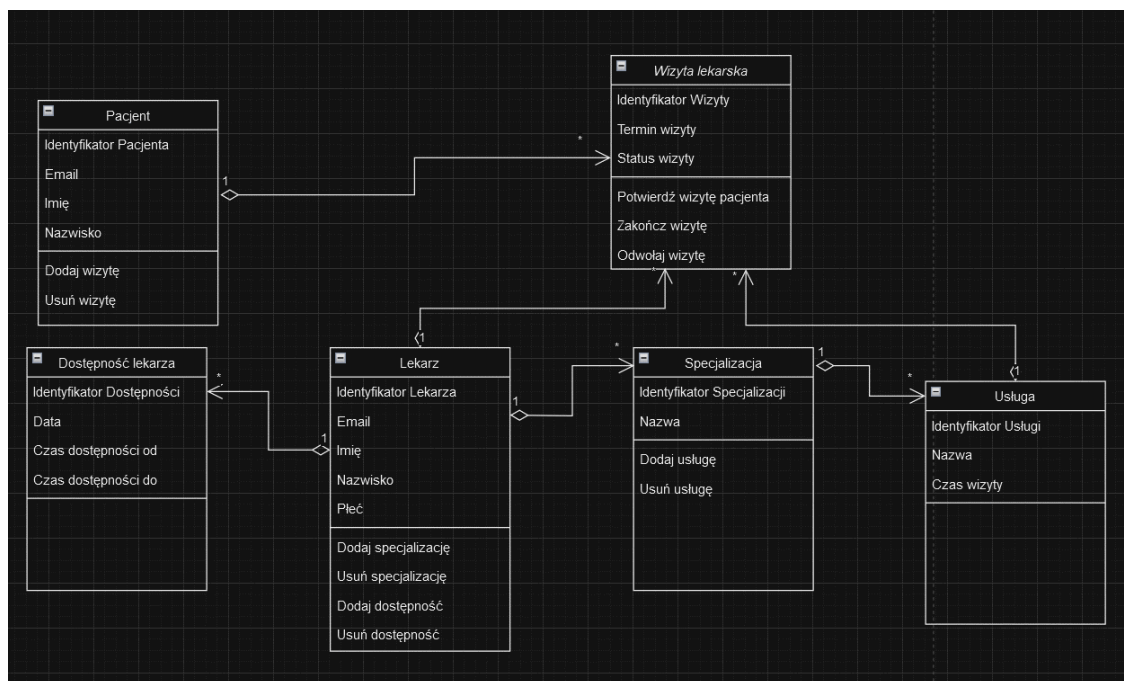 Wizyta lekarska
Identyfikator Wizyty
Termin wizyty
Status wizyty
Potwierdź wizytę pacjenta
Zakończ wizytę
Odwołaj wizytę
Pacjent
Identyfikator Pacjenta
Email
Imię
Nazwisko
Dodaj wizytę
Usuń wizytę
1
*
*
1
*
1
Dostępność lekarza
Identyfikator Dostępności
Data
Czas dostępności od
Czas dostępności do
*
1
Lekarz
Identyfikator Lekarza
Email
Imię
Nazwisko
Płeć
Dodaj specjalizację
Usuń specjalizację
Dodaj dostępność
Usuń dostępność
1
*
Specjalizacja
Identyfikator Specjalizacji
Nazwa
Dodaj usługę
Usuń usługę
1
*
Usługa
Identyfikator Usługi
Nazwa
Czas wizyty